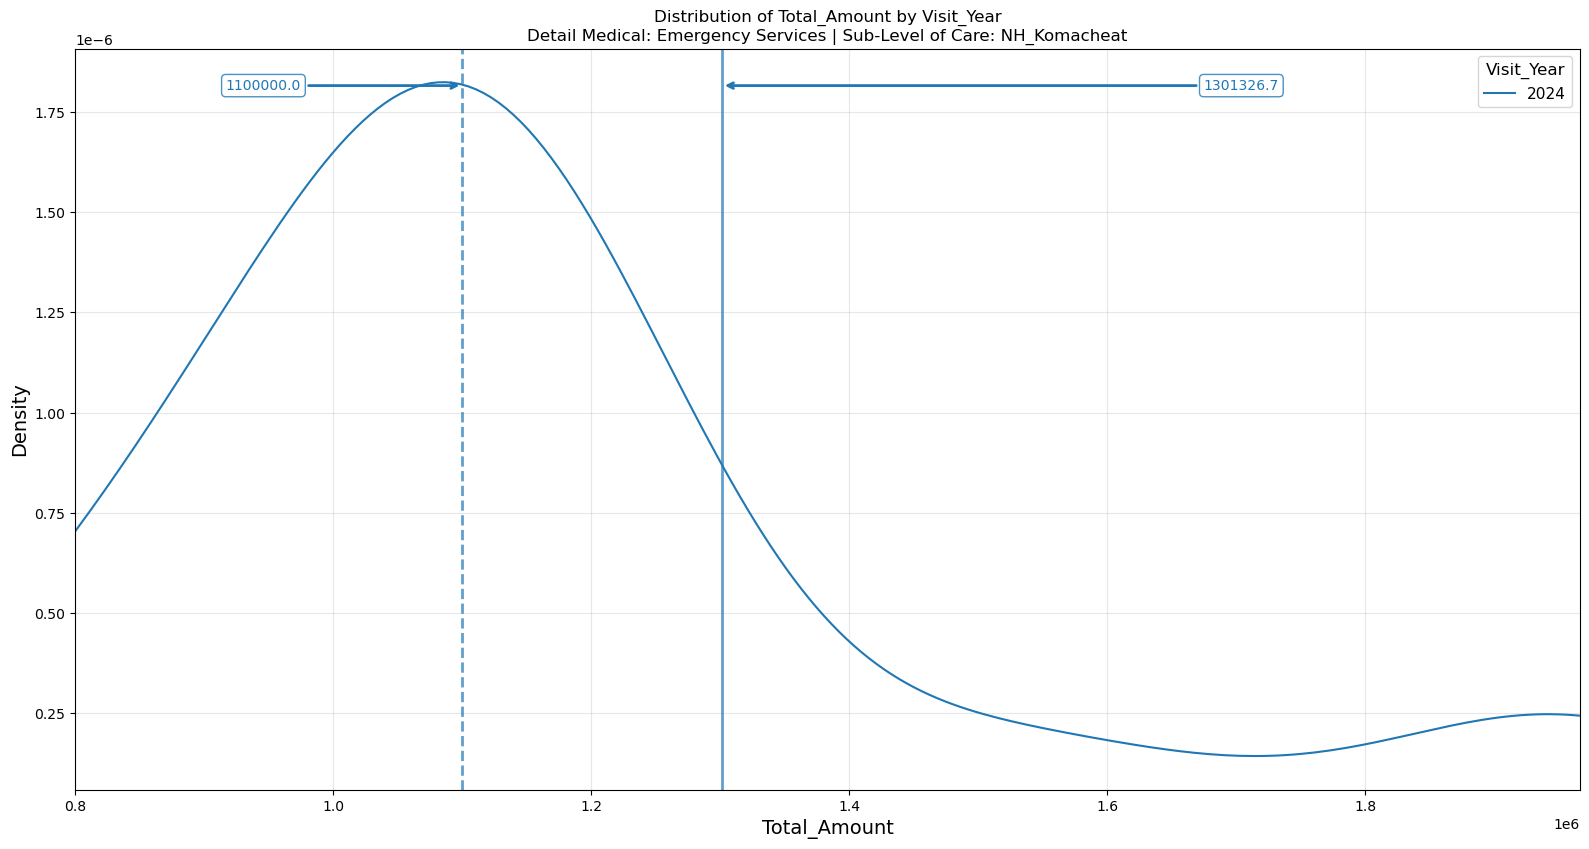 Distribution of Total_Amount by Visit_Year
Detail Medical: Emergency Services | Sub-Level of Care: NH_Komacheat
1e−6
1100000.0
1301326.7
Visit_Year
2024
1.75
1.50
1.25
1.00
0.75
0.50
0.25
Density
0.8
1.0
1.2
1.4
1.6
1.8
1e6
Total_Amount